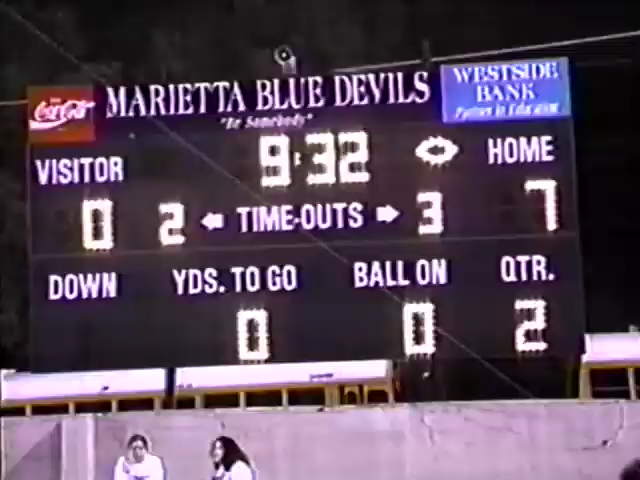 Coca-Cola
MARIETTA BLUE DEVILS
"Be Somebody"
WESTSIDE
BANK
Partner in Education
VISITOR 9:32 HOME
0 2 TIME-OUTS 3 7
DOWN YDS. TO GO BALL ON QTR.
0 0 2